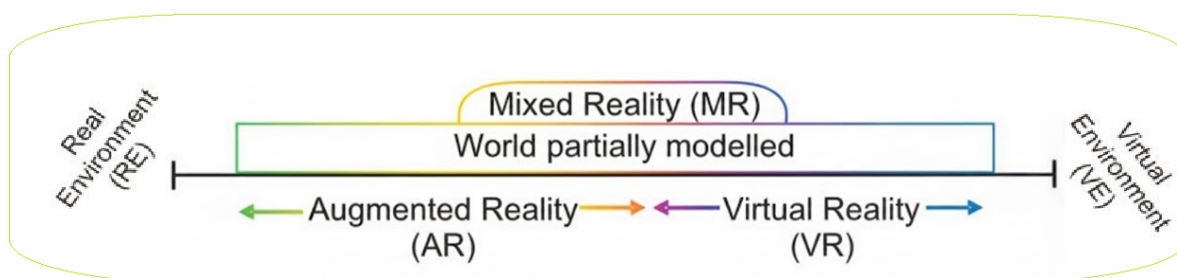 Real
Environment
(RE)
Mixed Reality (MR)
World partially modelled
Augmented Reality
(AR)
Virtual Reality
(VR)
Virtual
Environment
(VE)